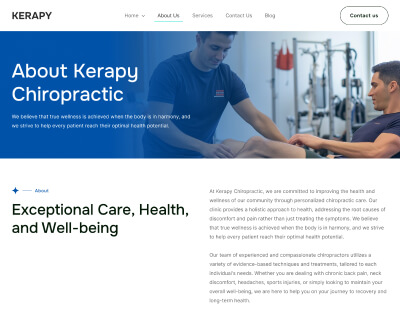 KERAPY
Home
About Us
Services
Contact Us
Blog
Contact us
About Kerapy
Chiropractic
We believe that true wellness is achieved when the body is in harmony, and
we strive to help every patient reach their optimal health potential.
About
Exceptional Care, Health,
and Well-being
At Kerapy Chiropractic, we are committed to improving the health and
wellness of our community through personalized chiropractic care. Our
clinic provides a holistic approach to health, addressing the root causes of
discomfort and pain rather than just treating the symptoms. We believe
that true wellness is achieved when the body is in harmony, and we strive
to help every patient reach their optimal health potential.
Our team of experienced and compassionate chiropractors utilizes a
variety of evidence-based techniques and treatments, tailored to each
individual's needs. Whether you are dealing with chronic back pain, neck
discomfort, headaches, sports injuries, or simply looking to maintain your
overall well-being, we are here to help you on your journey to recovery and
long-term health.